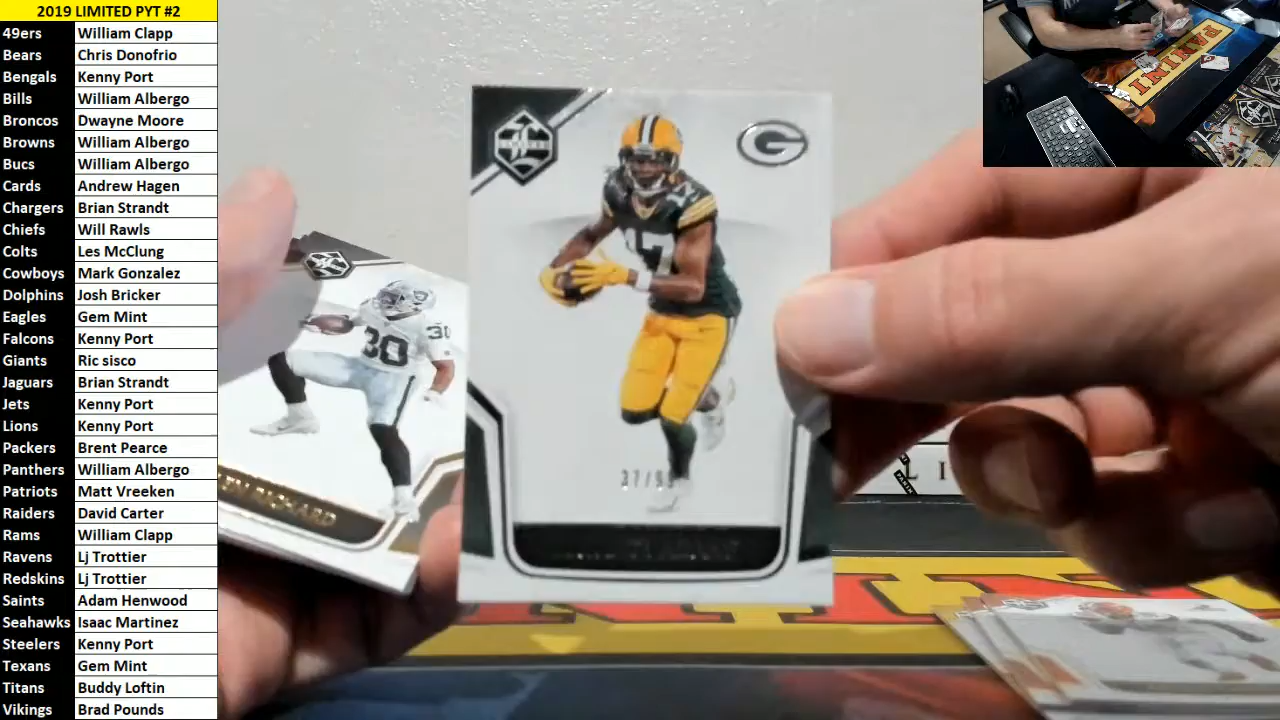 2019 LIMITED PYT #2
49ers William Clapp
Bears Chris Donofrio
Bengals Kenny Port
Bills William Albergo
Broncos Dwayne Moore
Browns William Albergo
Bucs William Albergo
Cards Andrew Hagen
Chargers Brian Strandt
Chiefs Will Rawls
Colts Les McClung
Cowboys Mark Gonzalez
Dolphins Josh Bricker
Eagles Gem Mint
Falcons Kenny Port
Giants Ric sisco
Jaguars Brian Strandt
Jets Kenny Port
Lions Kenny Port
Packers Brent Pearce
Panthers William Albergo
Patriots Matt Vreeken
Raiders David Carter
Rams William Clapp
Ravens Lj Trottier
Redskins Lj Trottier
Saints Adam Henwood
Seahawks Isaac Martinez
Steelers Kenny Port
Texans Gem Mint
Titans Buddy Loftin
Vikings Brad Pounds
PANINI
G
17
30
30